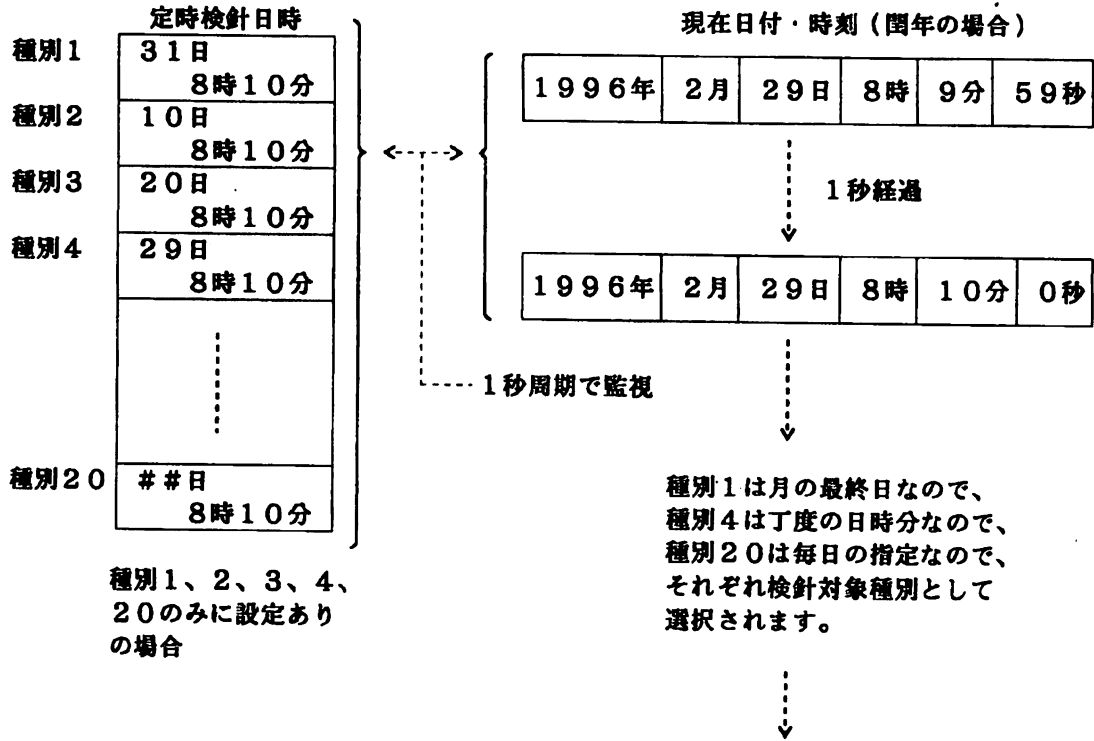 定時検針日時
種別1
31日
8時10分
種別2
10日
8時10分
種別3
20日
8時10分
種別4
29日
8時10分
種別20
##日
8時10分
種別1、2、3、4、
20のみに設定あり
の場合
現在日付・時刻(閏年の場合)
1996年 2月 29日 8時 9分 59秒
1秒経過
1996年 2月 29日 8時 10分 0秒
1秒周期で監視
種別1は月の最終日なので、
種別4は丁度の日時分なので、
種別20は毎日の指定なので、
それぞれ検針対象種別として
選択されます。